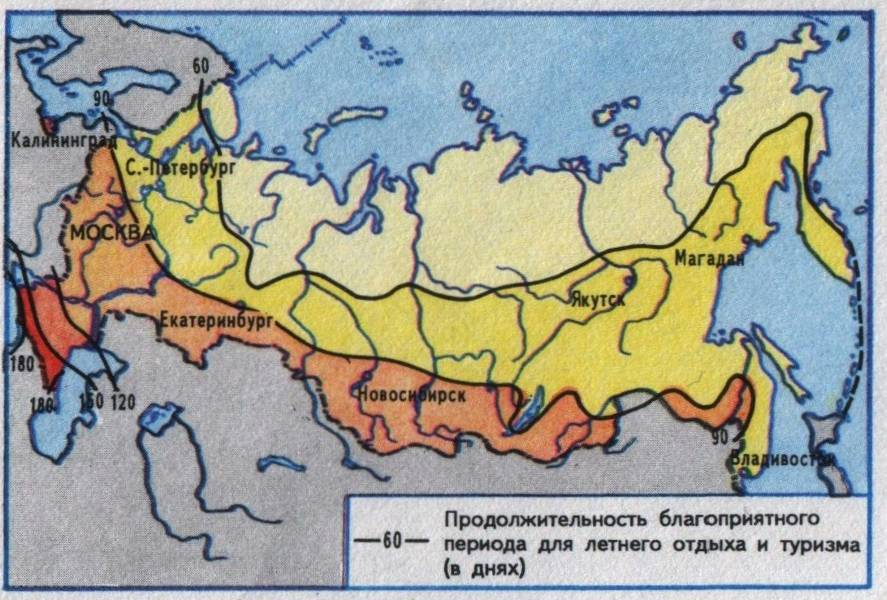 60
90
Калининград
С.-Петербург
МОСКВА
Магадан
Якутск
Екатеринбург
180
Новосибирск
180 150 120
90
Владивосток
—60— Продолжительность благоприятного
периода для летнего отдыха и туризма
(в днях)